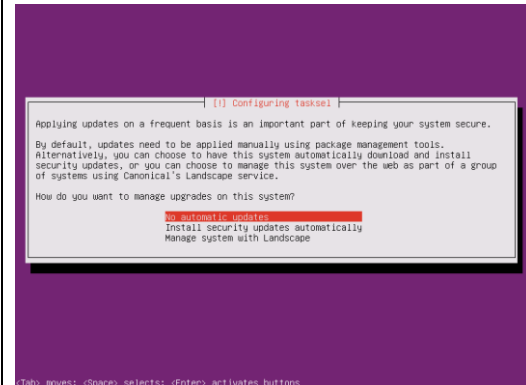 [!] Configuring tasksel
Applying updates on a frequent basis is an important part of keeping your system secure.
By default, updates need to be applied manually using package management tools.
Alternatively, you can choose to have this system automatically download and install
security updates, or you can choose to manage this system over the web as part of a group
of systems using Canonical's Landscape service.
How do you want to manage upgrades on this system?
No automatic updates
Install security updates automatically
Manage system with Landscape
<Tab> moves; <Space> selects; <Enter> activates buttons